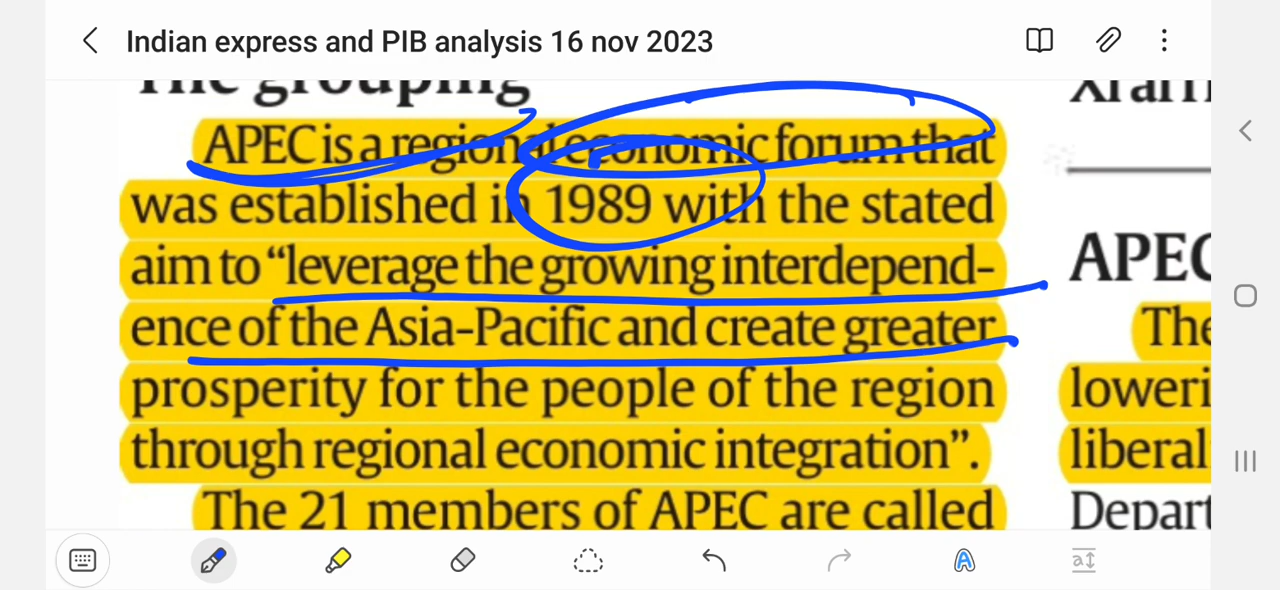 Indian express and PIB analysis 16 nov 2023
The grouping
APEC is a regional economic forum that
was established in 1989 with the stated
aim to “leverage the growing interdepend-
ence of the Asia-Pacific and create greater
prosperity for the people of the region
through regional economic integration”.
The 21 members of APEC are called
APEC
The
loweri
liberal
Depart